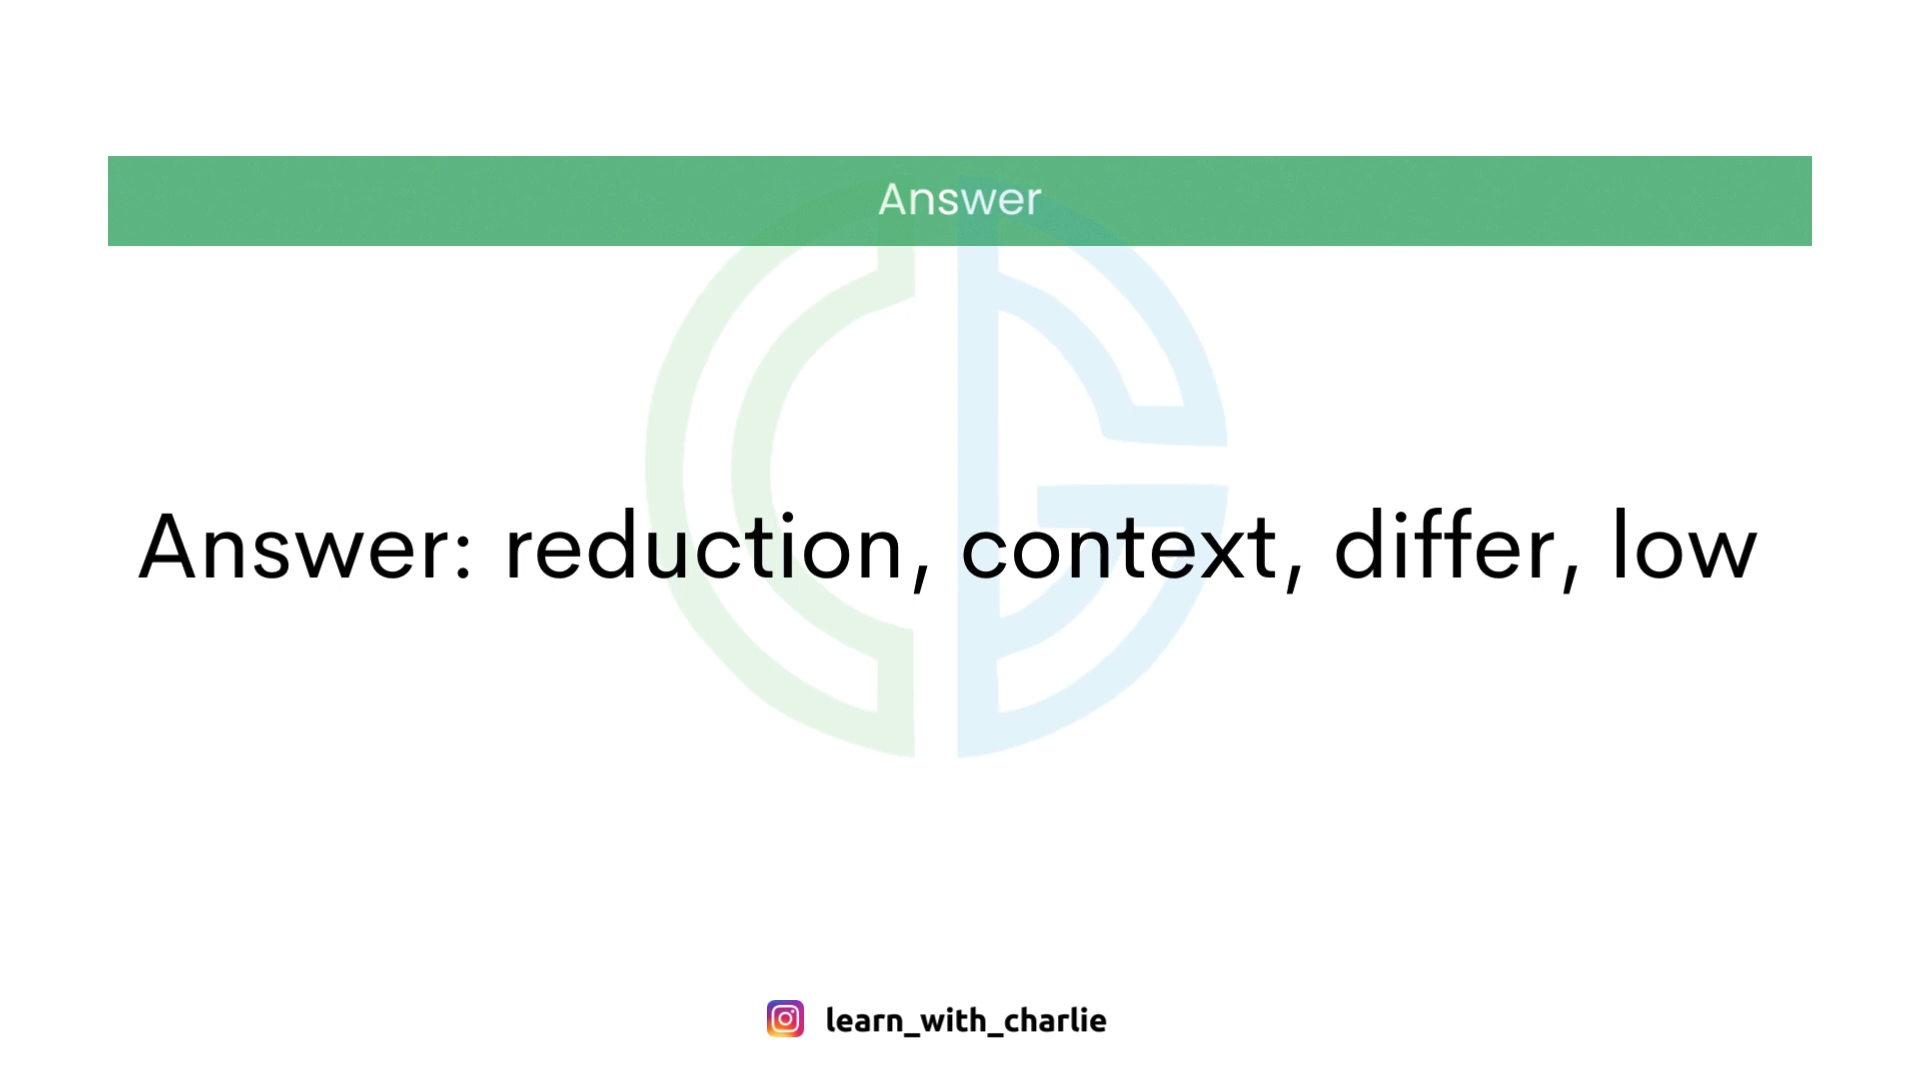 Answer
Answer: reduction, context, differ, low
learn_with_charlie